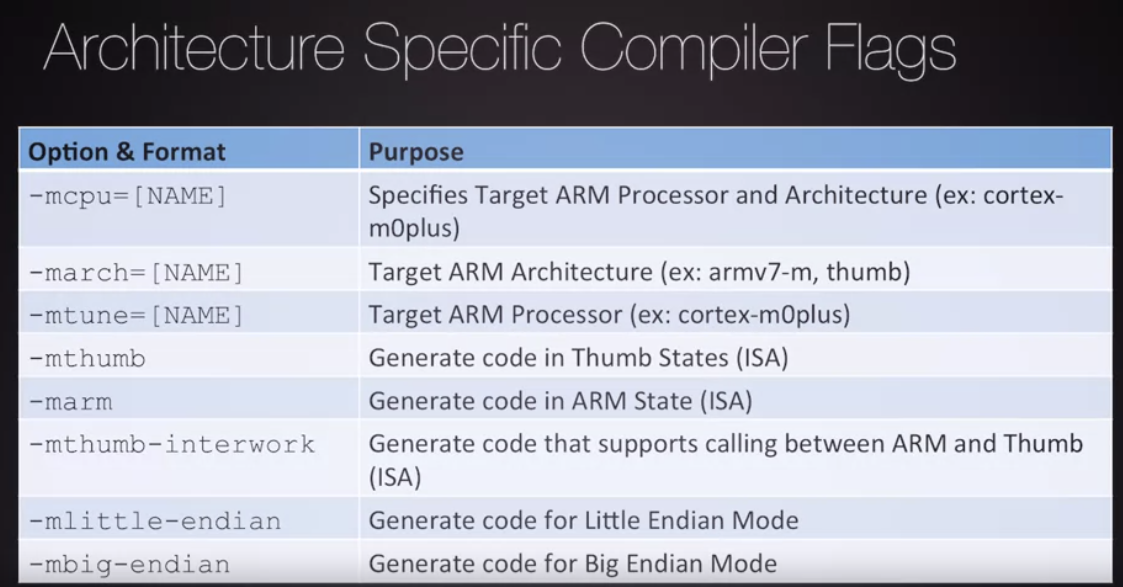 Architecture Specific Compiler Flags
Option & Format Purpose
-mcpu=[NAME] Specifies Target ARM Processor and Architecture (ex: cortex-
m0plus)
-march=[NAME] Target ARM Architecture (ex: armv7-m, thumb)
-mtune=[NAME] Target ARM Processor (ex: cortex-m0plus)
-mthumb Generate code in Thumb States (ISA)
-marm Generate code in ARM State (ISA)
-mthumb-interwork Generate code that supports calling between ARM and Thumb
(ISA)
-mlittle-endian Generate code for Little Endian Mode
-mbig-endian Generate code for Big Endian Mode